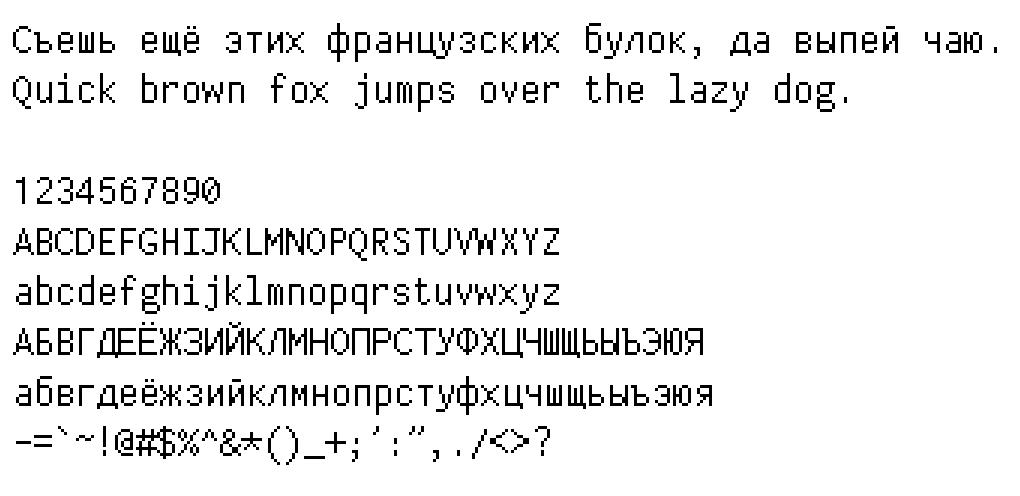 Съешь ещё этих французских булок, да выпей чаю.
Quick brown fox jumps over the lazy dog.
1234567890
ABCDEFGHIJKLMNOPQRSTUVWXYZ
abcdefghijklmnopqrstuvwxyz
АБВГДЕЁЖЗИЙКЛМНОПРСТУФХЦЧШЩЬЫЪЭЮЯ
абвгдеёжзийклмнопрстуфхцчшщьыъэюя
-=`~!@#$%^&*()_+;':",./<>?